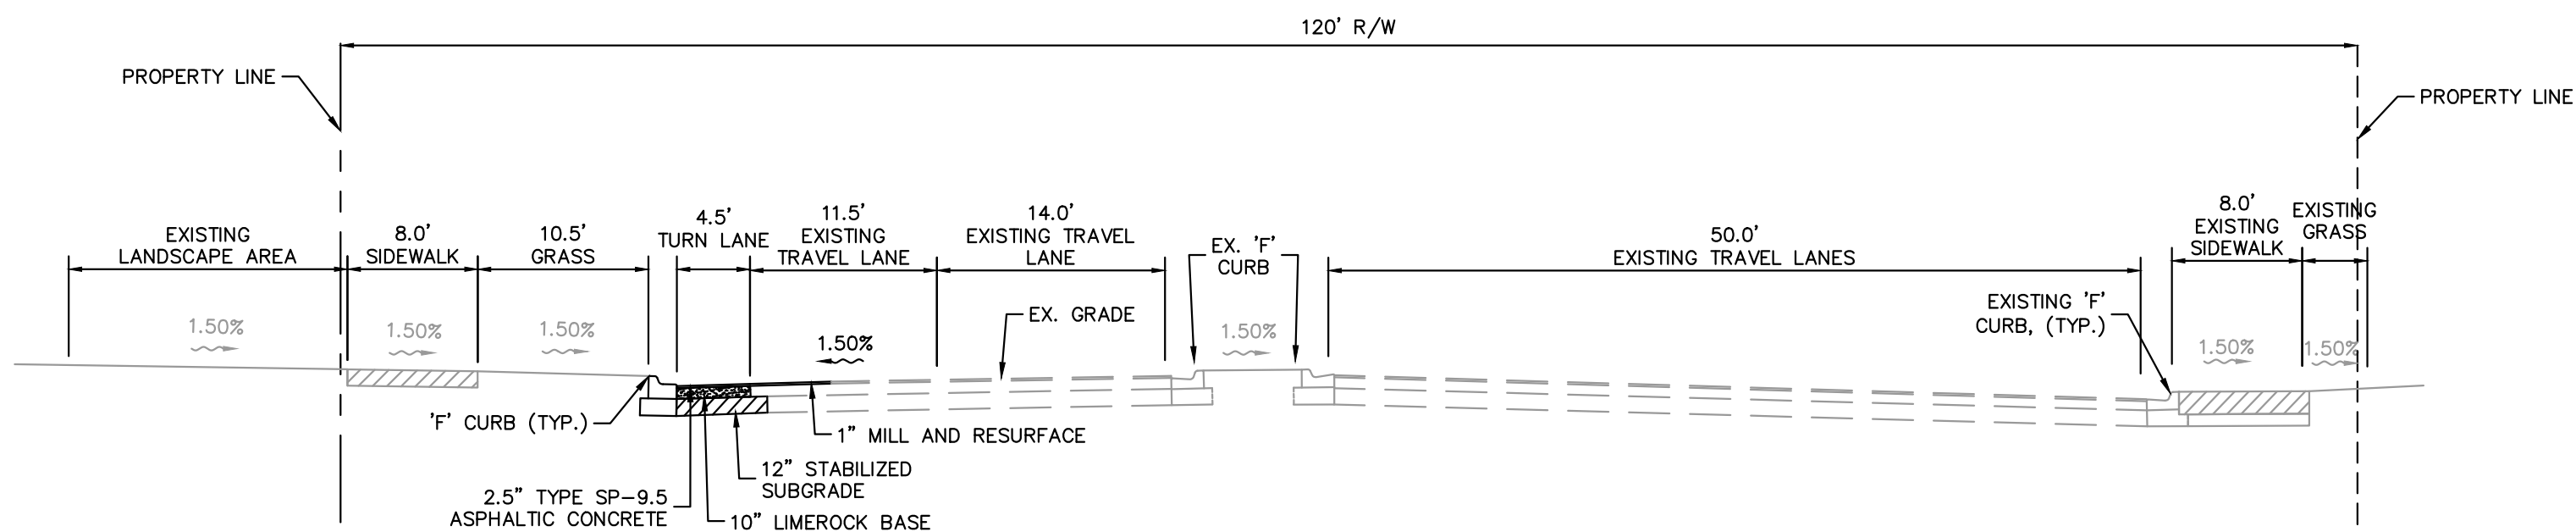 120' R/W
PROPERTY LINE
PROPERTY LINE
EXISTING
LANDSCAPE AREA
8.0'
SIDEWALK
10.5'
GRASS
4.5'
TURN LANE
11.5'
EXISTING
TRAVEL LANE
14.0'
EXISTING TRAVEL
LANE
EX. 'F'
CURB
50.0'
EXISTING TRAVEL LANES
8.0'
EXISTING
SIDEWALK
EXISTING
GRASS
1.50%
1.50%
1.50%
1.50%
EX. GRADE
1.50%
EXISTING 'F'
CURB, (TYP.)
1.50%
1.50%
'F' CURB (TYP.)
1" MILL AND RESURFACE
12" STABILIZED
SUBGRADE
2.5" TYPE SP-9.5
ASPHALTIC CONCRETE
10" LIMEROCK BASE